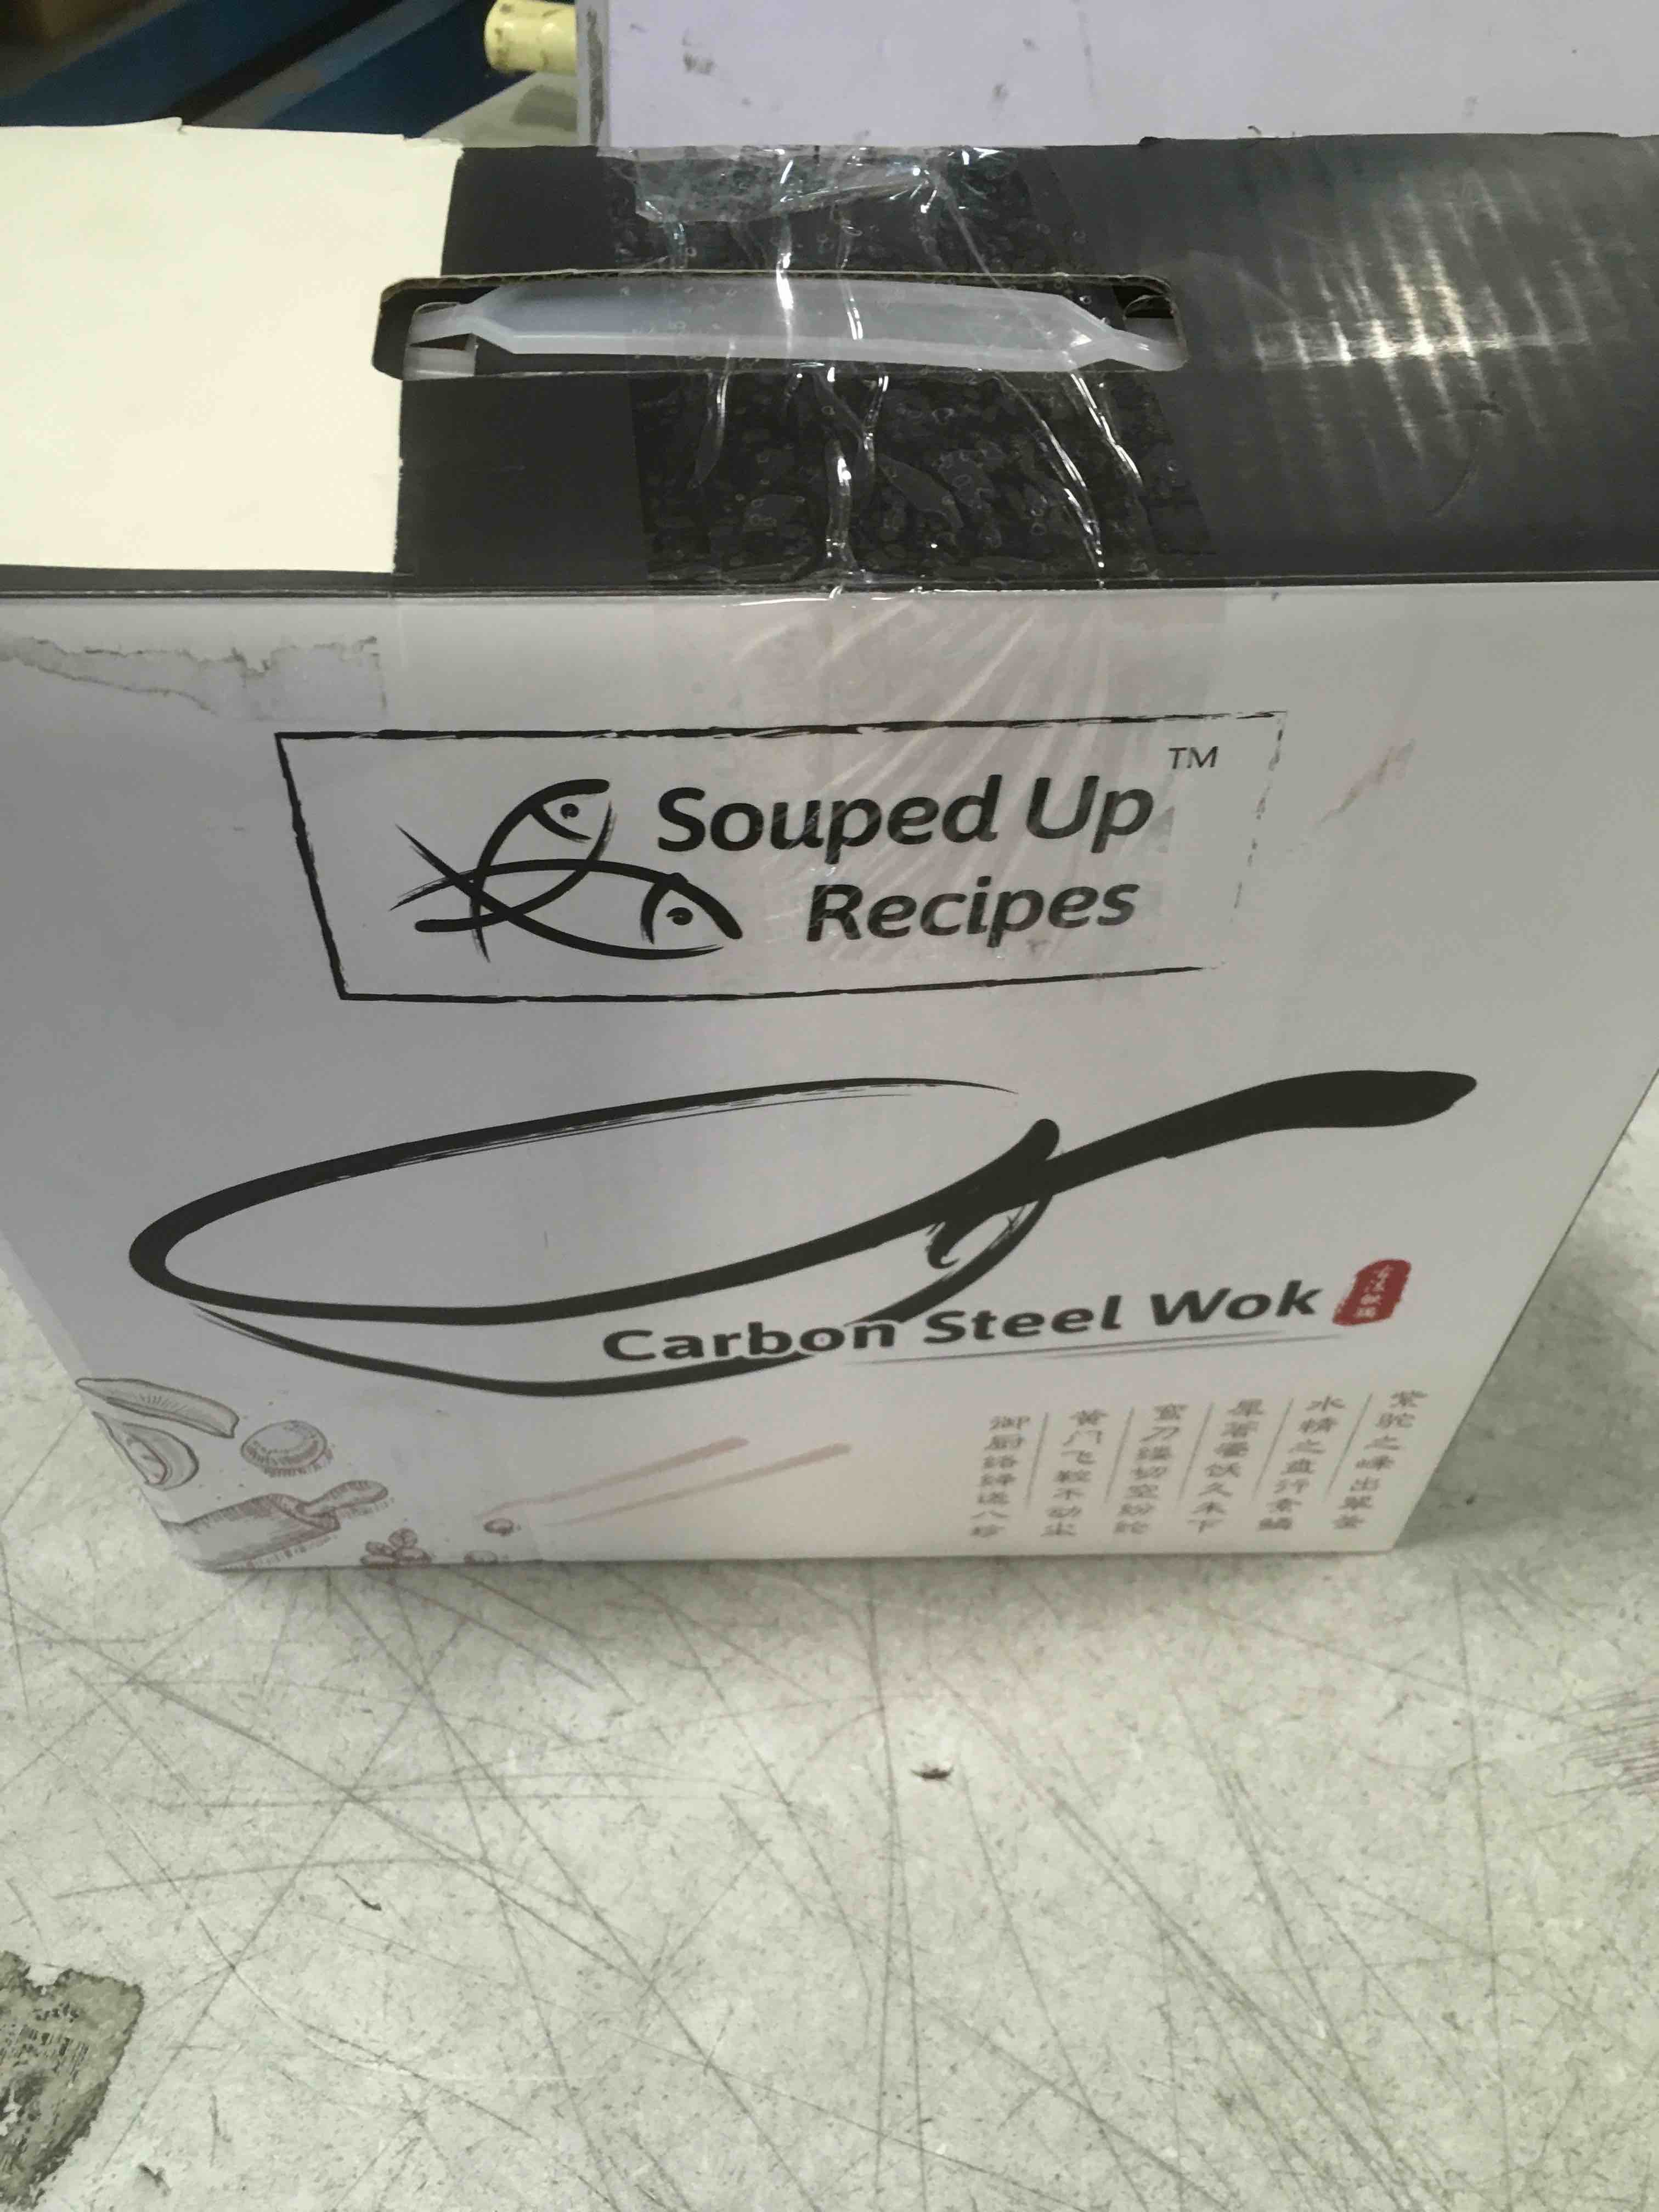 Souped Up ™
Recipes
Carbon Steel Wok
紫驼之峰出翠釜
水精之盘行素鳞
犀箸餍饫久未下
鸾刀缕切空纷纶
黄门飞鞚不动尘
御厨络绎送八珍